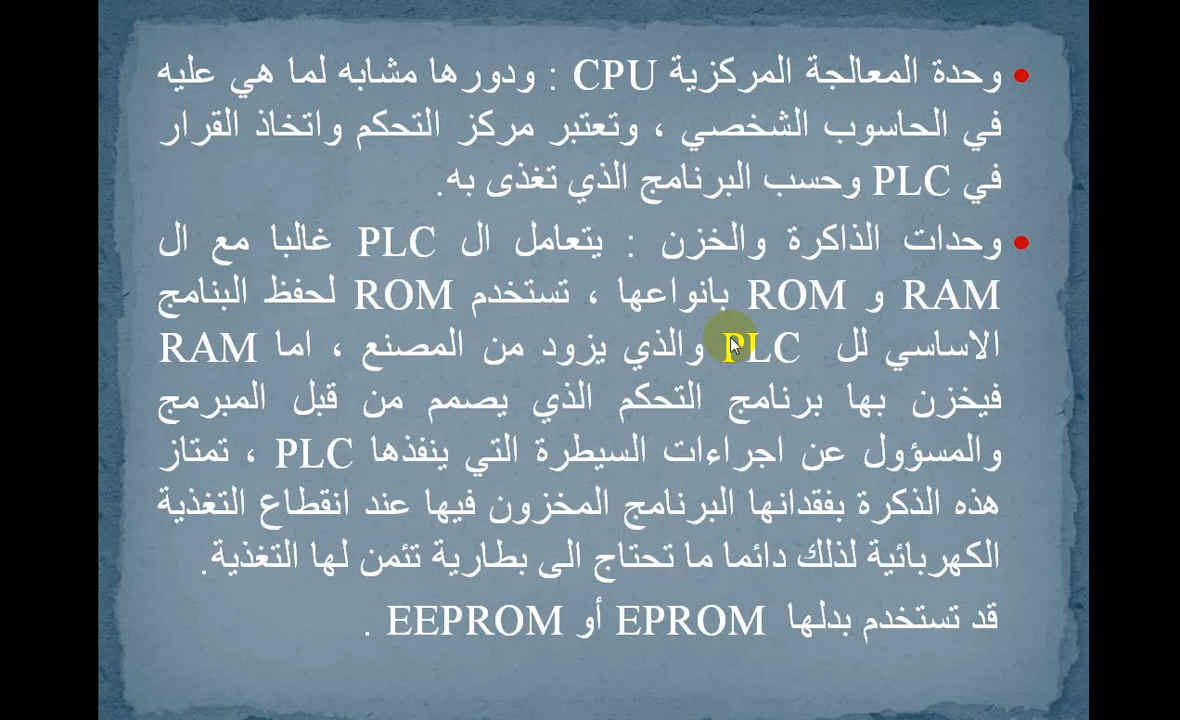 وحدة المعالجة المركزية CPU : ودورها مشابه لما هي عليه
في الحاسوب الشخصي ، وتعتبر مركز التحكم واتخاذ القرار
في PLC وحسب البرنامج الذي تغذى به.
وحدات الذاكرة والخزن : يتعامل ال PLC غالبا مع ال
RAM و ROM بانواعها ، تستخدم ROM لحفظ البنامج
الاساسي لل PLC والذي يزود من المصنع ، اما RAM
فيخزن بها برنامج التحكم الذي يصمم من قبل المبرمج
والمسؤول عن اجراءات السيطرة التي ينفذها PLC ، تمتاز
هذه الذكرة بفقدانها البرنامج المخزون فيها عند انقطاع التغذية
الكهربائية لذلك دائما ما تحتاج الى بطارية تئمن لها التغذية.
قد تستخدم بدلها EPROM أو EEPROM .